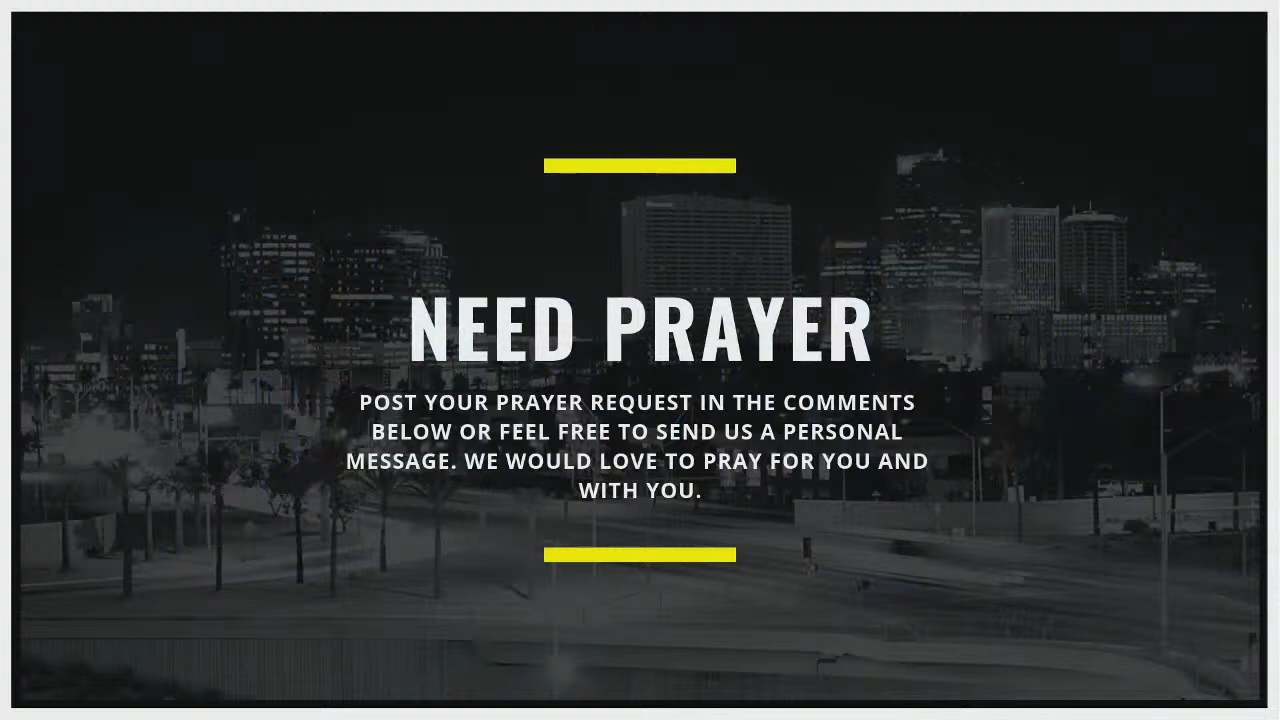 NEED PRAYER
POST YOUR PRAYER REQUEST IN THE COMMENTS
BELOW OR FEEL FREE TO SEND US A PERSONAL
MESSAGE. WE WOULD LOVE TO PRAY FOR YOU AND
WITH YOU.